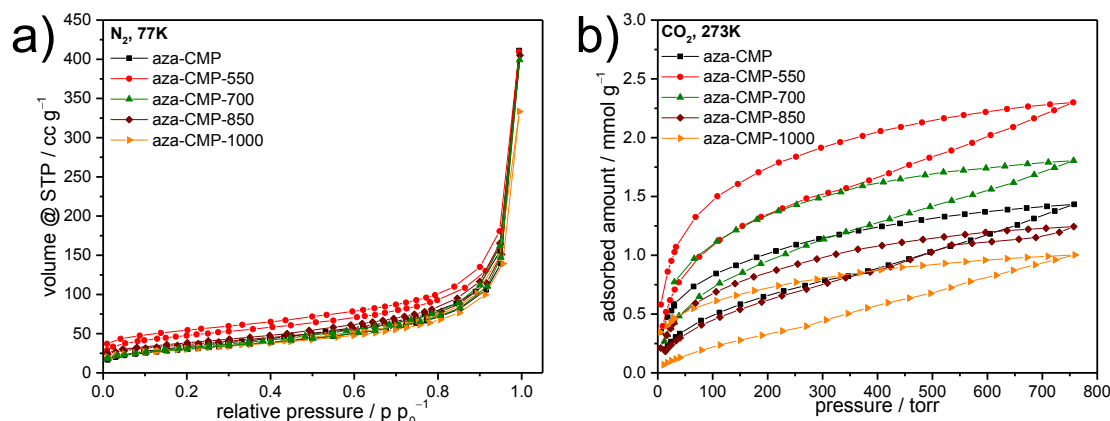 a)
N₂, 77K
aza-CMP
aza-CMP-550
aza-CMP-700
aza-CMP-850
aza-CMP-1000
volume @ STP / cc g⁻¹
450
400
350
300
250
200
150
100
50
0
0.0 0.2 0.4 0.6 0.8 1.0
relative pressure / p p₀⁻¹
b)
CO₂, 273K
aza-CMP
aza-CMP-550
aza-CMP-700
aza-CMP-850
aza-CMP-1000
adsorbed amount / mmol g⁻¹
3.0
2.5
2.0
1.5
1.0
0.5
0.0
0 100 200 300 400 500 600 700 800
pressure / torr